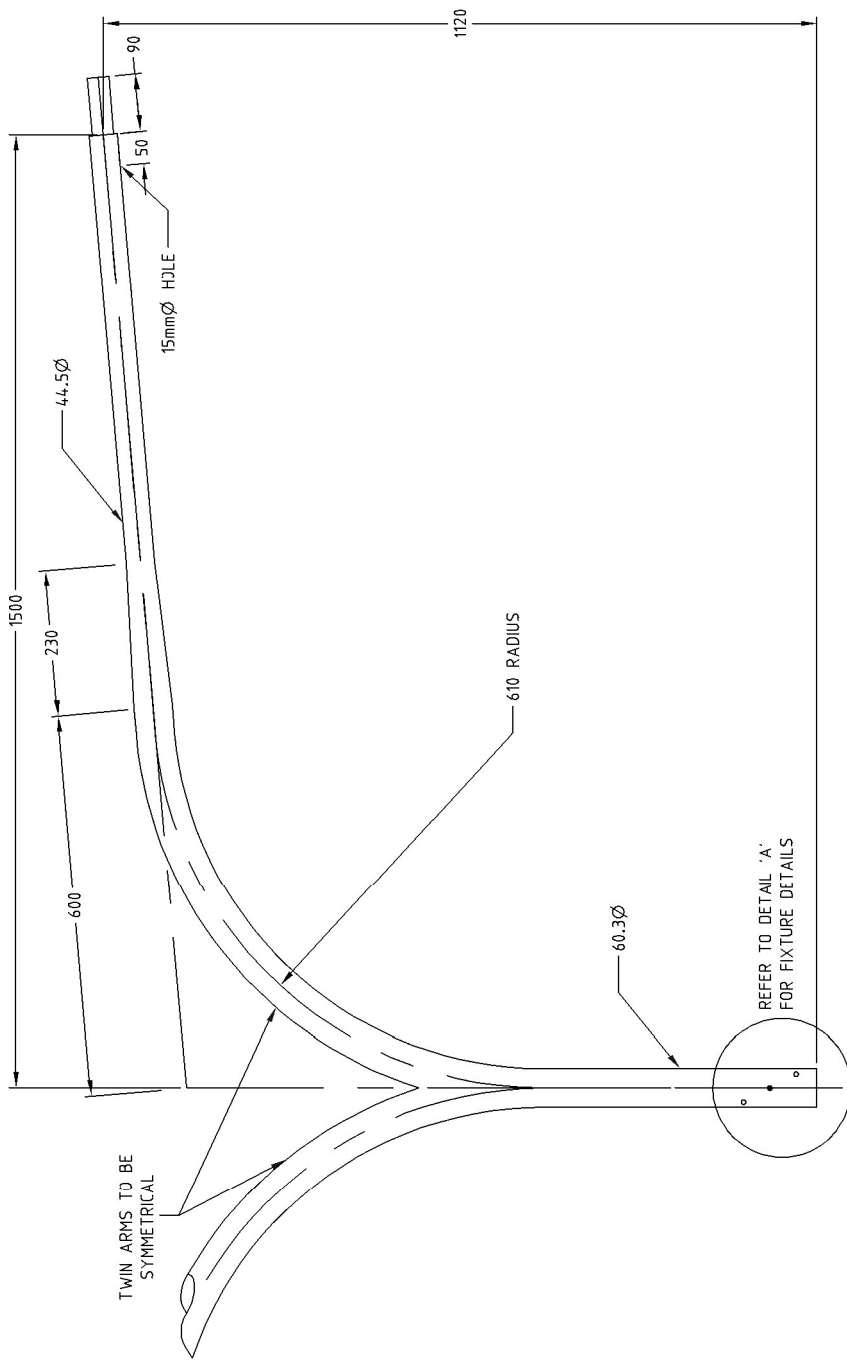 1500
600
230
50
90
1120
44.5Ø
15mmØ HOLE
610 RADIUS
TWIN ARMS TO BE
SYMMETRICAL
60.3Ø
REFER TO DETAIL 'A'
FOR FIXTURE DETAILS